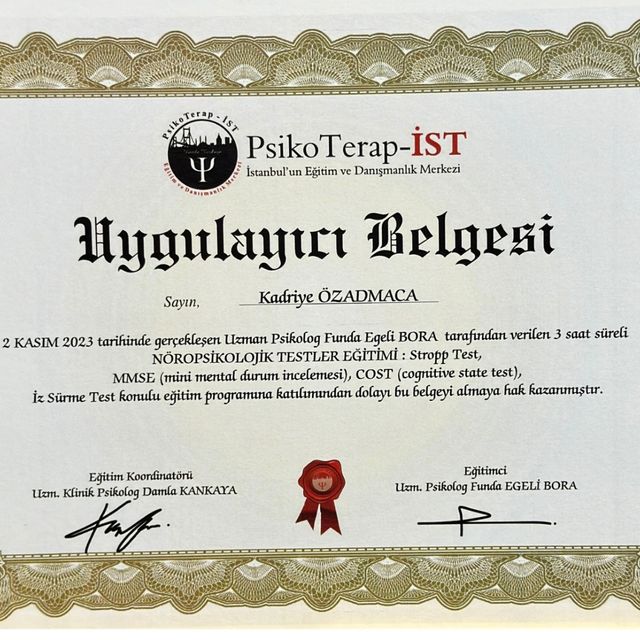 PsikoTerap - İST
Eğitim ve Danışmanlık Merkezi
PsikoTerap-İST
İstanbul'un Eğitim ve Danışmanlık Merkezi
Uygulayıcı Belgesi
Sayın, Kadriye ÖZADMACA
2 KASIM 2023 tarihinde gerçekleşen Uzman Psikolog Funda Egeli BORA tarafından verilen 3 saat süreli
NÖROPSİKOLOJİK TESTLER EĞİTİMİ : Stropp Test,
MMSE (mini mental durum incelemesi), COST (cognitive state test),
İz Sürme Test konulu eğitim programına katılımından dolayı bu belgeyi almaya hak kazanmıştır.
Eğitim Koordinatörü
Uzm. Klinik Psikolog Damla KANKAYA
Eğitimci
Uzm. Psikolog Funda EGELİ BORA